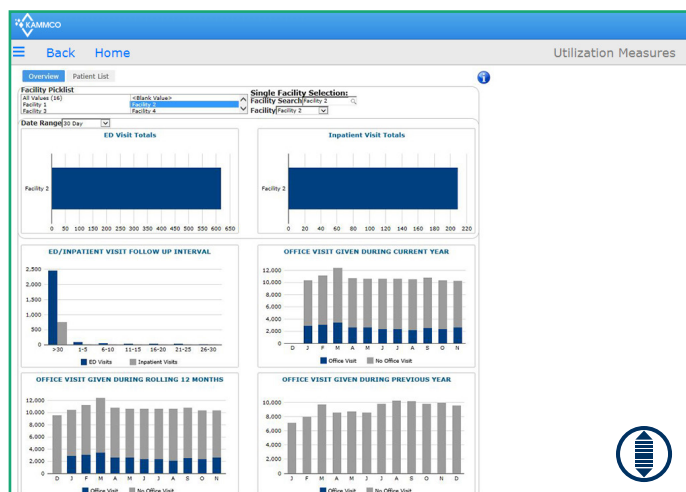 KAMMCO
Back Home Utilization Measures
Overview Patient List
Facility Picklist
All Values (16) <Blank Value>
Facility 1 Facility 2
Facility 3 Facility 4
Single Facility Selection:
Facility Search Facility 2
Facility Facility 2
Date Range 30 Day
ED Visit Totals
Facility 2
0 50 100 150 200 250 300 350 400 450 500 550 600 650
Inpatient Visit Totals
Facility 2
0 20 40 60 80 100 120 140 160 180 200 220
ED/INPATIENT VISIT FOLLOW UP INTERVAL
2,500
2,000
1,500
1,000
500
0
>30 1-5 6-10 11-15 16-20 21-25 26-30
ED Visits Inpatient Visits
OFFICE VISIT GIVEN DURING CURRENT YEAR
12,000
10,000
8,000
6,000
4,000
2,000
0
D J F M A M J J A S O N
Office Visit No Office Visit
OFFICE VISIT GIVEN DURING ROLLING 12 MONTHS
12,000
10,000
8,000
6,000
4,000
2,000
0
D J F M A M J J A S O N
Office Visit No Office Visit
OFFICE VISIT GIVEN DURING PREVIOUS YEAR
10,000
8,000
6,000
4,000
2,000
0
J F M A M J J A S O N D
Office Visit No Office Visit